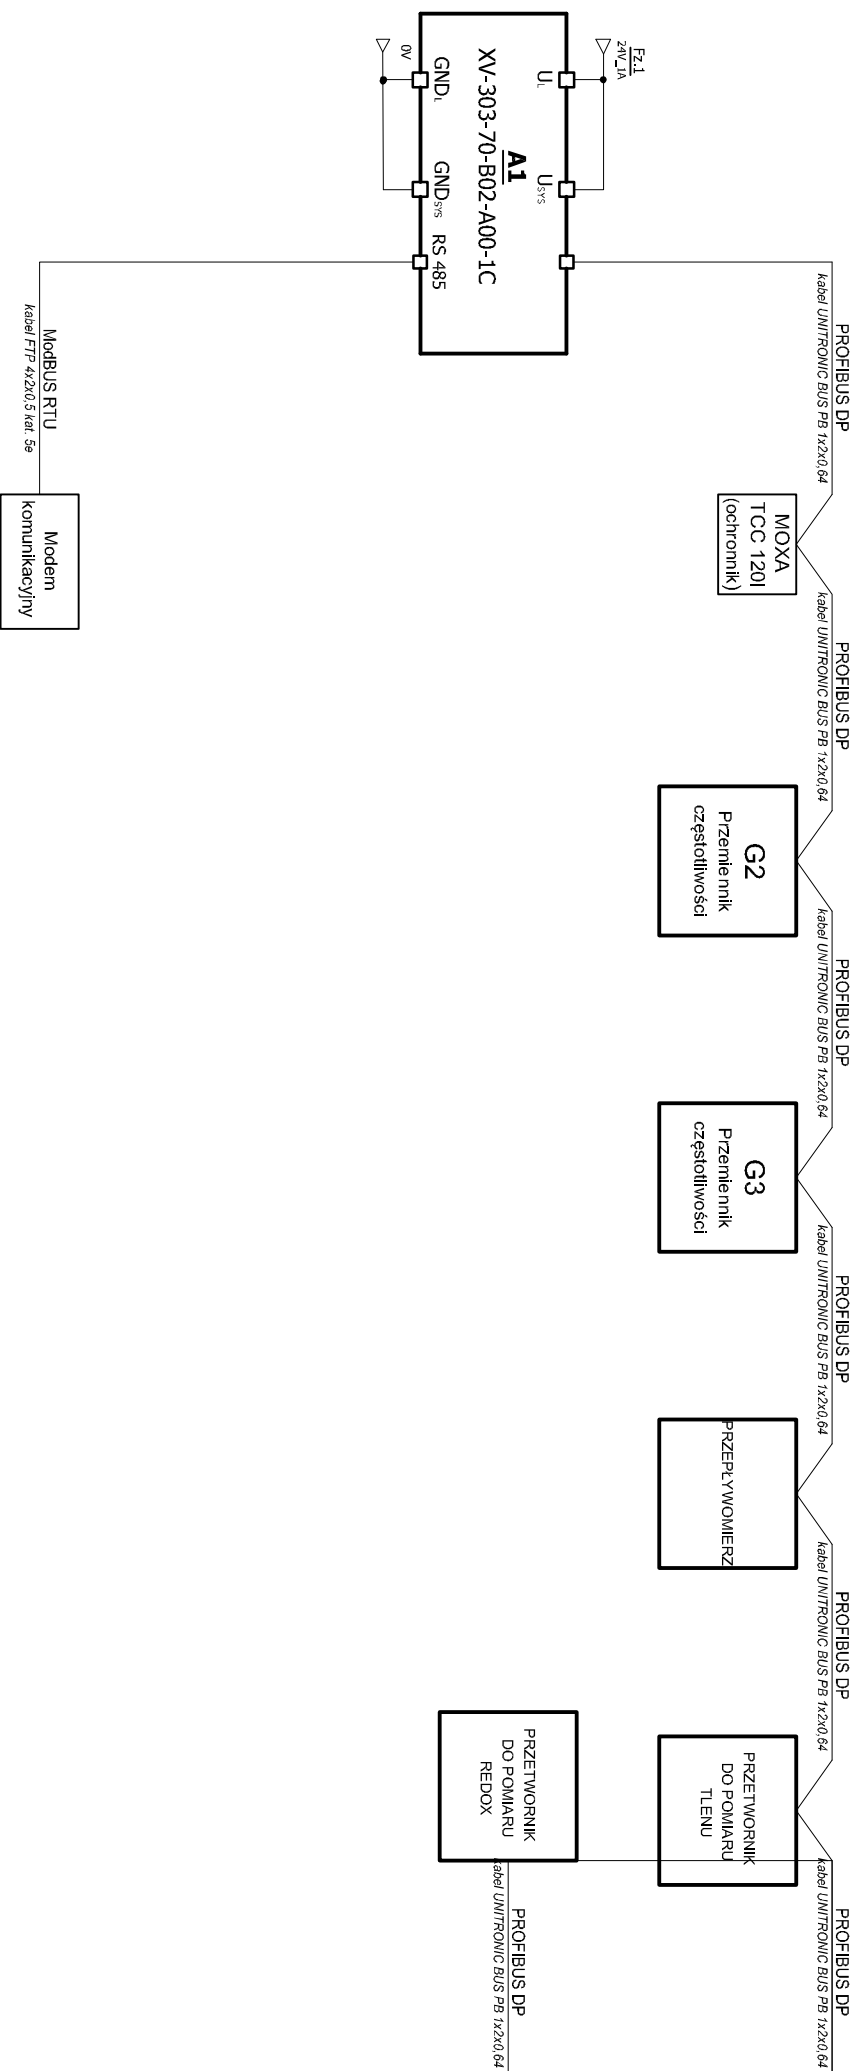 Fz.1
24V_1A
0V
U_L
U_SYS
A1
XV-303-70-B02-A00-1C
GND_L
GND_SYS
RS 485
PROFIBUS DP
kabel UNITRONIC BUS PB 1x2x0,64
MOXA
TCC 120I
(ochronnik)
PROFIBUS DP
kabel UNITRONIC BUS PB 1x2x0,64
G2
Przemiennik
częstotliwości
PROFIBUS DP
kabel UNITRONIC BUS PB 1x2x0,64
G3
Przemiennik
częstotliwości
PROFIBUS DP
kabel UNITRONIC BUS PB 1x2x0,64
PRZEPŁYWOMIERZ
PROFIBUS DP
kabel UNITRONIC BUS PB 1x2x0,64
PRZETWORNIK
DO POMIARU
TLENU
PROFIBUS DP
kabel UNITRONIC BUS PB 1x2x0,64
PRZETWORNIK
DO POMIARU
REDOX
PROFIBUS DP
kabel UNITRONIC BUS PB 1x2x0,64
ModBUS RTU
kabel FTP 4x2x0,5 kat. 5e
Modem
komunikacyjny